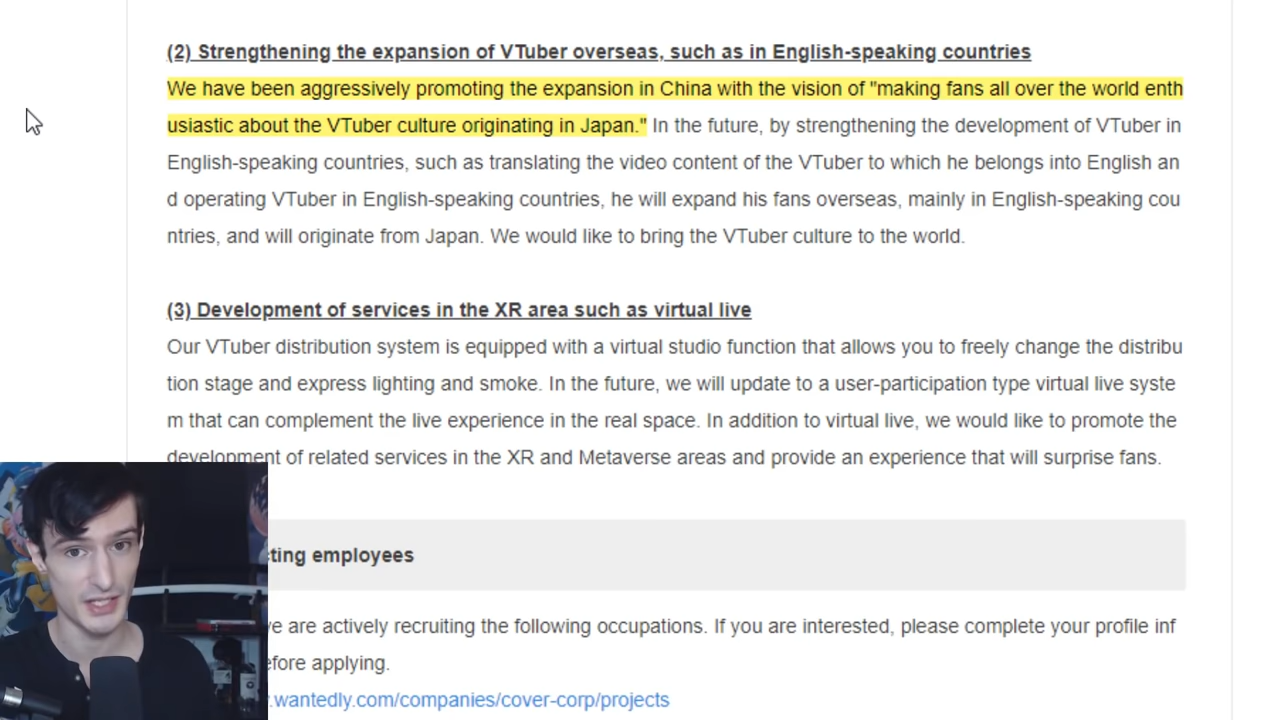 (2) Strengthening the expansion of VTuber overseas, such as in English-speaking countries
We have been aggressively promoting the expansion in China with the vision of "making fans all over the world enth
usiastic about the VTuber culture originating in Japan." In the future, by strengthening the development of VTuber in
English-speaking countries, such as translating the video content of the VTuber to which he belongs into English an
d operating VTuber in English-speaking countries, he will expand his fans overseas, mainly in English-speaking cou
ntries, and will originate from Japan. We would like to bring the VTuber culture to the world.
(3) Development of services in the XR area such as virtual live
Our VTuber distribution system is equipped with a virtual studio function that allows you to freely change the distribu
tion stage and express lighting and smoke. In the future, we will update to a user-participation type virtual live syste
m that can complement the live experience in the real space. In addition to virtual live, we would like to promote the
development of related services in the XR and Metaverse areas and provide an experience that will surprise fans.
cting employees
e are actively recruiting the following occupations. If you are interested, please complete your profile inf
efore applying.
.wantedly.com/companies/cover-corp/projects